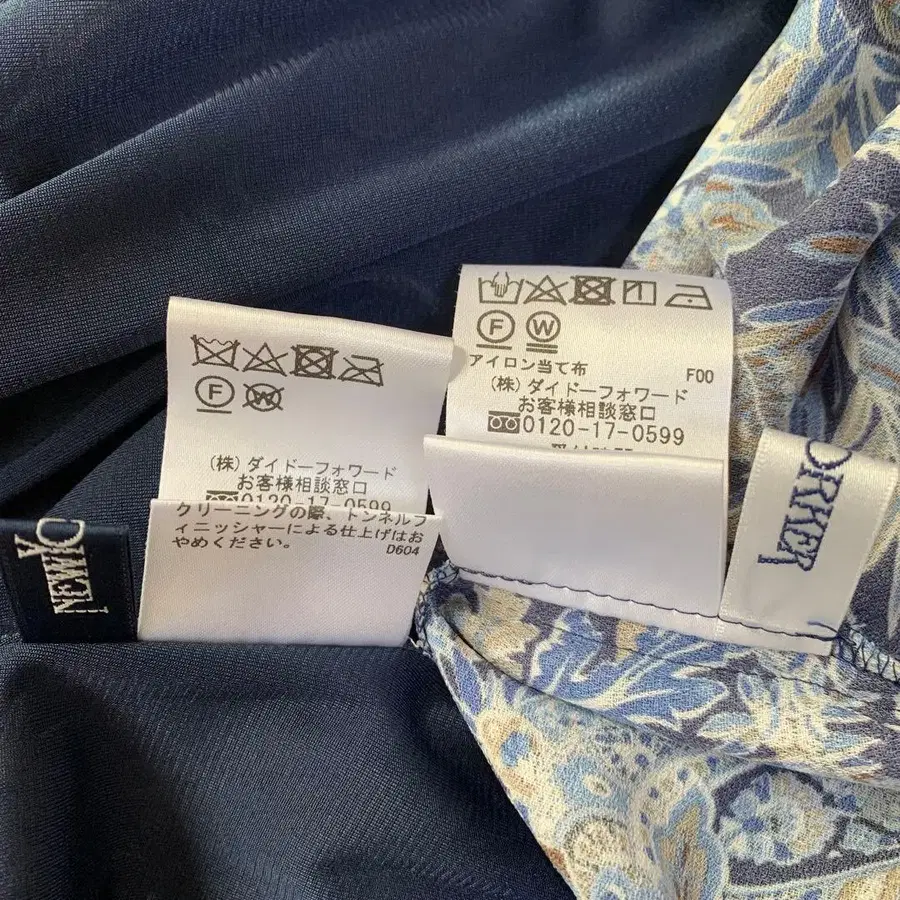 F W
アイロン当て布 F00
(株)ダイドーフォワード
お客様相談窓口
0120-17-0599
F W
(株)ダイドーフォワード
お客様相談窓口
0120-17-0599
クリーニングの際、トンネルフ
ィニッシャーによる仕上げはお
やめください。
D604
NEW
YORKER
ORKER